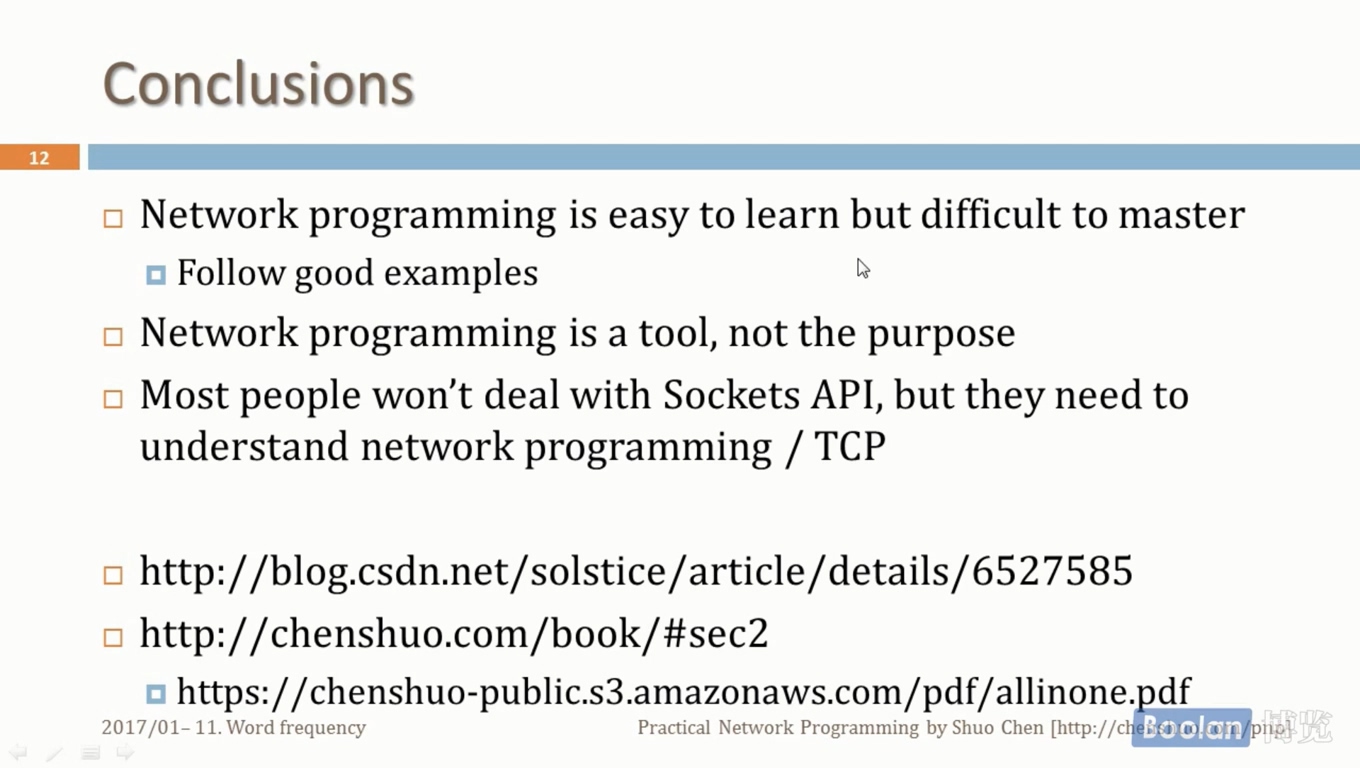 Conclusions
12
Network programming is easy to learn but difficult to master
Follow good examples
Network programming is a tool, not the purpose
Most people won’t deal with Sockets API, but they need to
understand network programming / TCP
http://blog.csdn.net/solstice/article/details/6527585
http://chenshuo.com/book/#sec2
https://chenshuo-public.s3.amazonaws.com/pdf/allinone.pdf
2017/01– 11. Word frequency
Practical Network Programming by Shuo Chen [http://chenshuo.com/pnp]
Boolan 博览